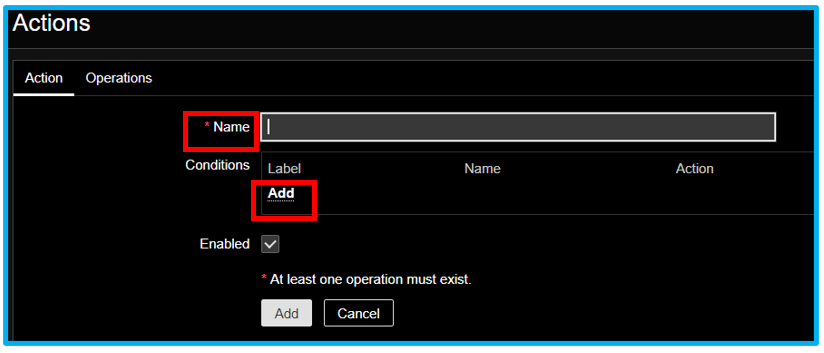 Actions
Action Operations
* Name
Conditions Label Name Action
Add
Enabled
* At least one operation must exist.
Add Cancel